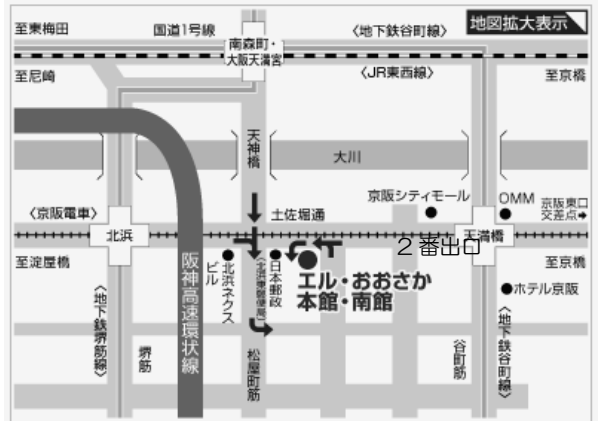 地図拡大表示
至東梅田
国道1号線
〈地下鉄谷町線〉
南森町・
大阪天満宮
至尼崎
〈JR東西線〉
至京橋
天神橋
大川
京阪シティモール
OMM
京阪東口
交差点➡
〈京阪電車〉
土佐堀通
北浜
天満橋
2番出口
至淀屋橋
至京橋
阪神高速環状線
北浜ネクス
ビル
日本郵政
〈北浜東郵便局〉
エル・おおさか
本館・南館
ホテル京阪
〈地下鉄堺筋線〉
堺筋
松屋町筋
谷町筋
〈地下鉄谷町線〉